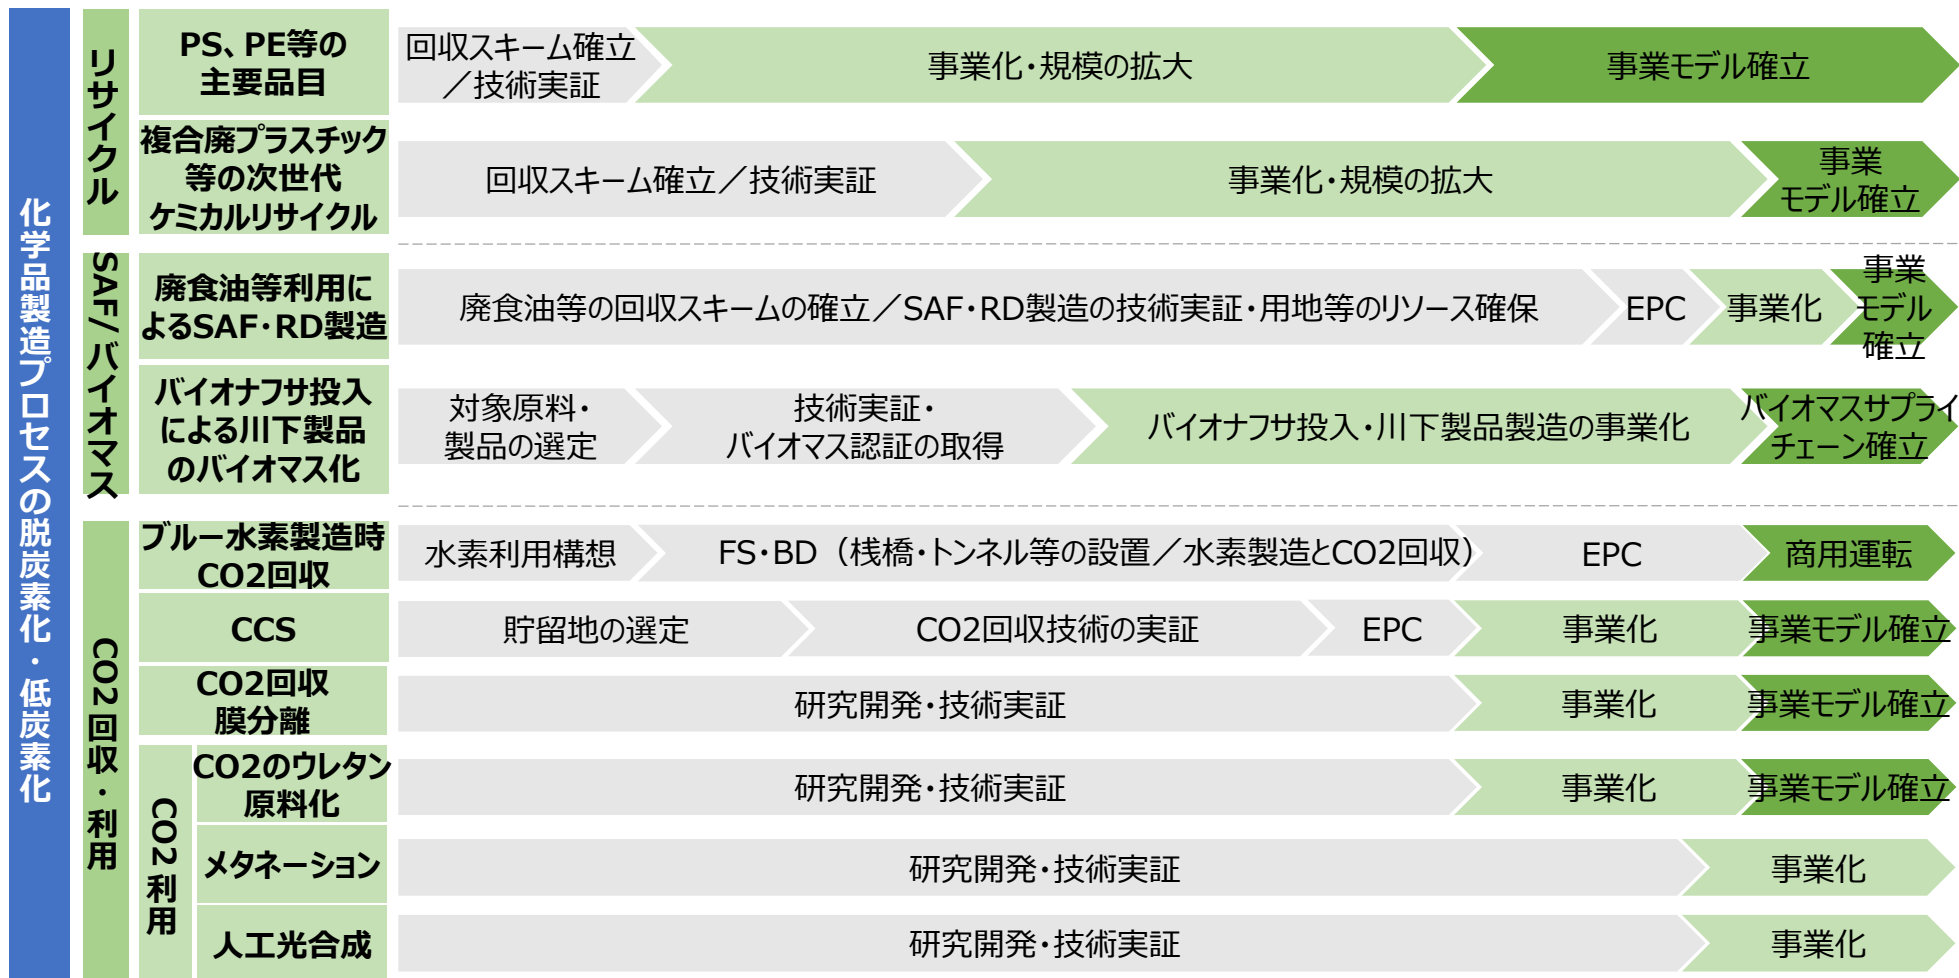 化学品製造プロセスの脱炭素化・低炭素化
リサイクル
PS、PE等の
主要品目
回収スキーム確立
／技術実証
事業化・規模の拡大
事業モデル確立
複合廃プラスチック
等の次世代
ケミカルリサイクル
回収スキーム確立／技術実証
事業化・規模の拡大
事業
モデル確立
SAF/バイオマス
廃食油等利用に
よるSAF・RD製造
廃食油等の回収スキームの確立／SAF・RD製造の技術実証・用地等のリソース確保
EPC
事業化
事業
モデル
確立
バイオナフサ投入
による川下製品
のバイオマス化
対象原料・
製品の選定
技術実証・
バイオマス認証の取得
バイオナフサ投入・川下製品製造の事業化
バイオマスサプライ
チェーン確立
CO2回収・利用
ブルー水素製造時
CO2回収
水素利用構想
FS・BD（桟橋・トンネル等の設置／水素製造とCO2回収）
EPC
商用運転
CCS
貯留地の選定
CO2回収技術の実証
EPC
事業化
事業モデル確立
CO2回収
膜分離
研究開発・技術実証
事業化
事業モデル確立
CO2利用
CO2のウレタン
原料化
研究開発・技術実証
事業化
事業モデル確立
メタネーション
研究開発・技術実証
事業化
人工光合成
研究開発・技術実証
事業化